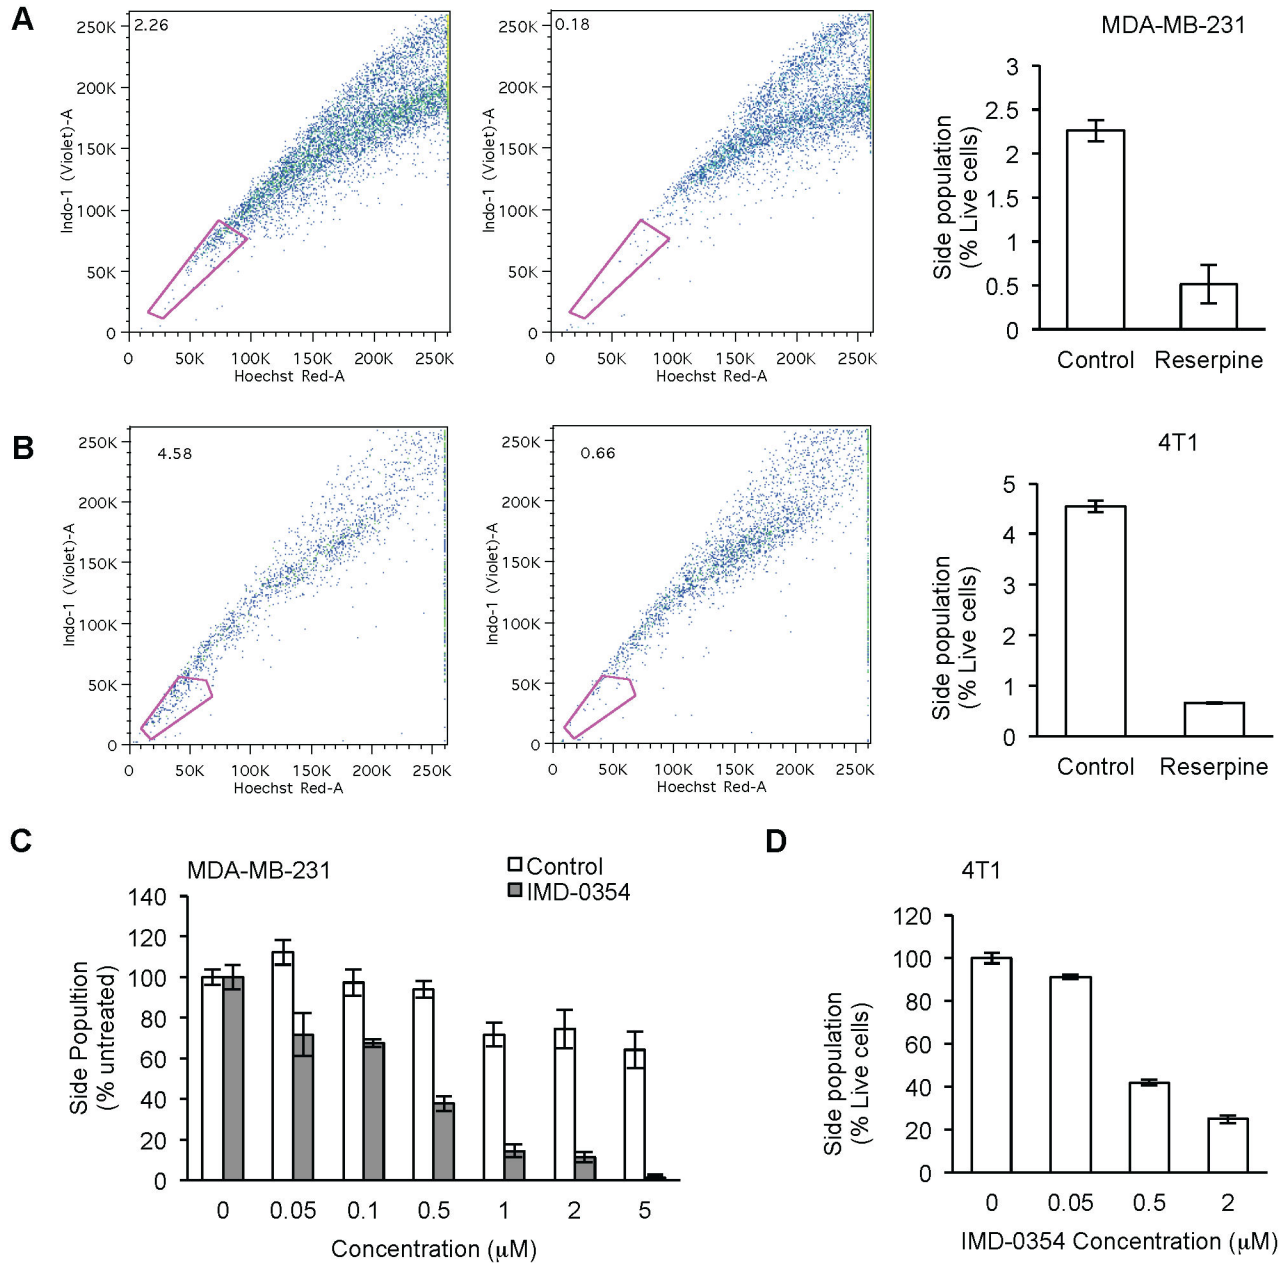 A
2.26
250K
200K
150K
100K
50K
0
Indo-1 (Violet)-A
0 50K 100K 150K 200K 250K
Hoechst Red-A
0.18
250K
200K
150K
100K
50K
0
Indo-1 (Violet)-A
0 50K 100K 150K 200K 250K
Hoechst Red-A
MDA-MB-231
3
2.5
2
1.5
1
0.5
0
Side population
(% Live cells)
Control Reserpine
B
4.58
250K
200K
150K
100K
50K
0
Indo-1 (Violet)-A
0 50K 100K 150K 200K 250K
Hoechst Red-A
0.66
250K
200K
150K
100K
50K
0
Indo-1 (Violet)-A
0 50K 100K 150K 200K 250K
Hoechst Red-A
4T1
5
4
3
2
1
0
Side population
(% Live cells)
Control Reserpine
C
MDA-MB-231
Control
IMD-0354
140
120
100
80
60
40
20
0
Side Popultion
(% untreated)
0 0.05 0.1 0.5 1 2 5
Concentration (μM)
D
4T1
120
100
80
60
40
20
0
Side population
(% Live cells)
0 0.05 0.5 2
IMD-0354 Concentration (μM)